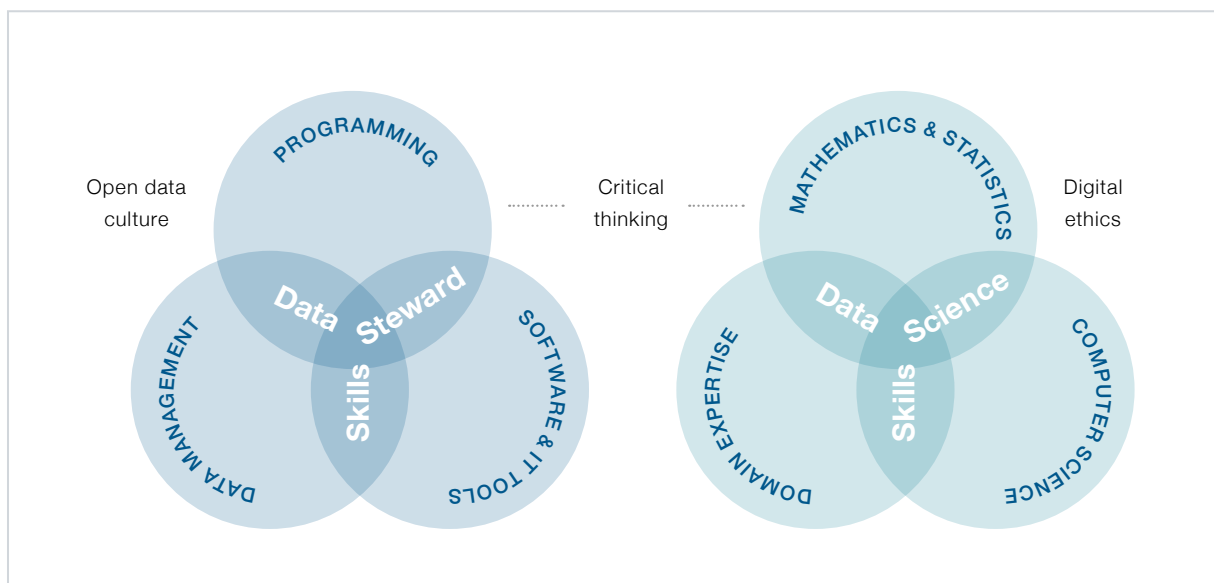 PROGRAMMING
Open data
culture
Data
Steward
Skills
DATA MANAGEMENT
SOFTWARE & IT TOOLS
Critical
thinking
MATHEMATICS & STATISTICS
Digital
ethics
Data
Science
Skills
DOMAIN EXPERTISE
COMPUTER SCIENCE